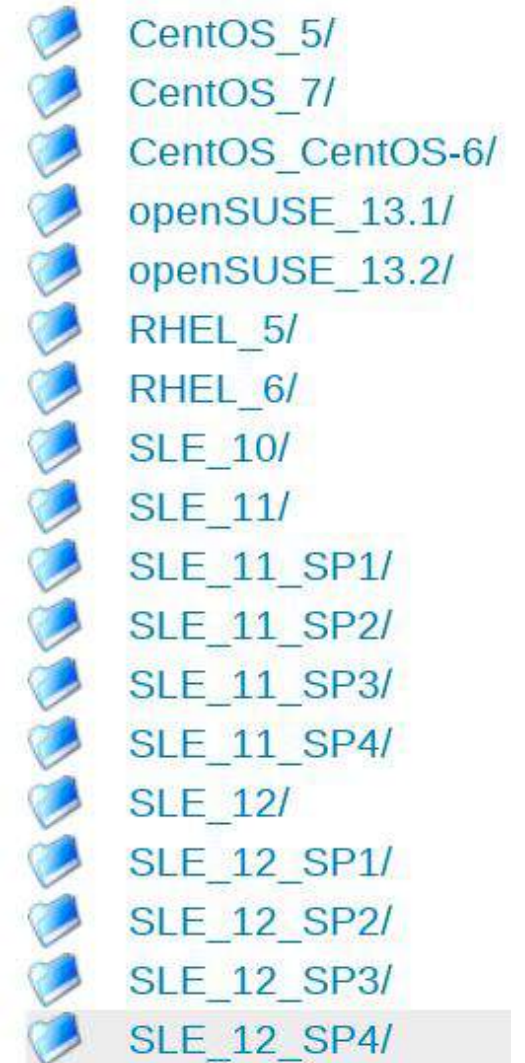 CentOS_5/
CentOS_7/
CentOS_CentOS-6/
openSUSE_13.1/
openSUSE_13.2/
RHEL_5/
RHEL_6/
SLE_10/
SLE_11/
SLE_11_SP1/
SLE_11_SP2/
SLE_11_SP3/
SLE_11_SP4/
SLE_12/
SLE_12_SP1/
SLE_12_SP2/
SLE_12_SP3/
SLE_12_SP4/